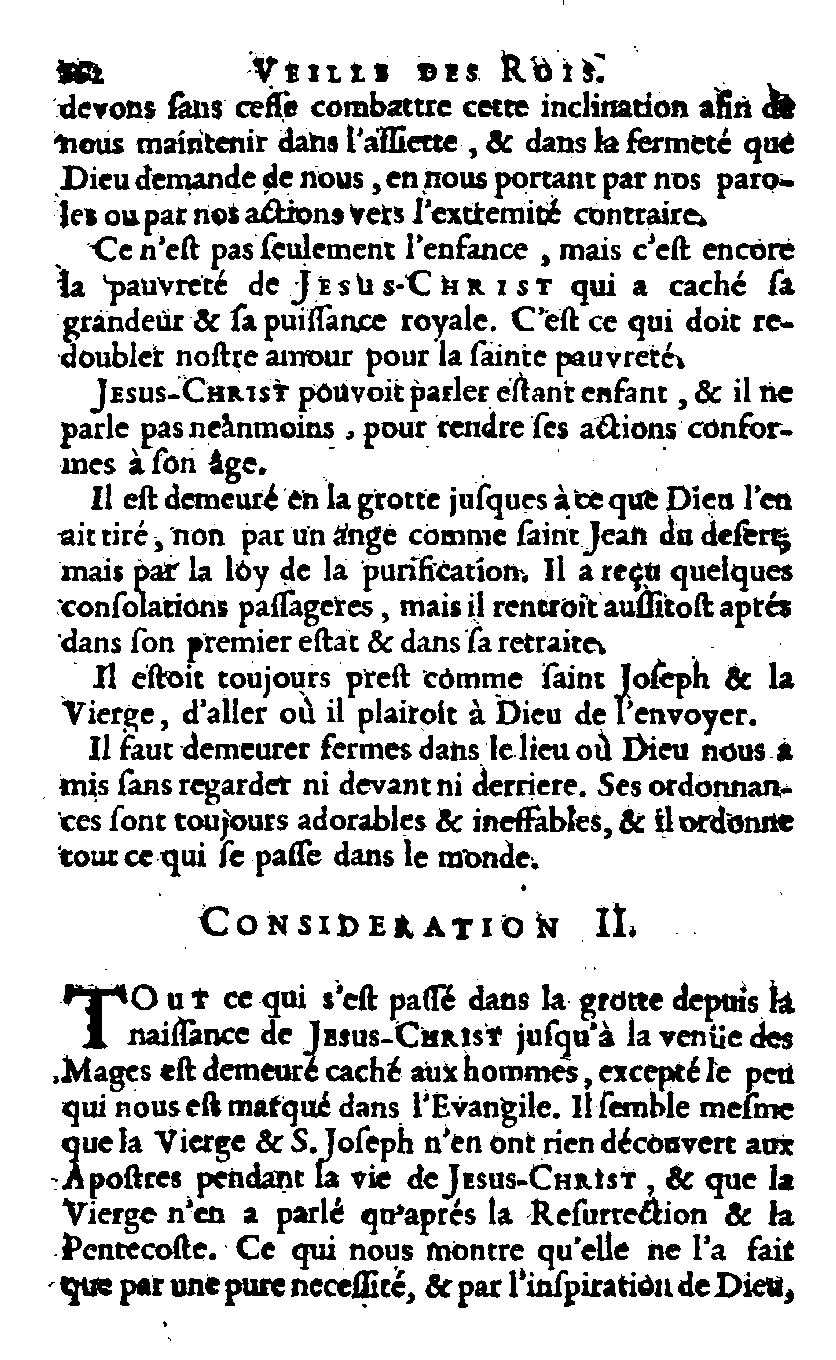 VEILLE DES ROIS.
devons ſans ceſſe combattre cette inclination afin de
nous maintenir dans l'aſſiette, & dans la fermeté que
Dieu demande de nous, en nous portant par nos paro-
les ou par nos actions vers l'extremité contraire.
Ce n'eſt pas ſeulement l'enfance, mais c'eſt encore
la pauvreté de JESUS-CHRIST qui a caché ſa
grandeur & ſa puiſſance royale. C'eſt ce qui doit re-
doubler noſtre amour pour la ſainte pauvreté.
JESUS-CHRIST pouvoit parler eſtant enfant, & il ne
parle pas neànmoins, pour rendre ſes actions confor-
mes à ſon âge.
Il eſt demeuré en la grotte juſques à ce que Dieu l'en
ait tiré, non par un ange comme ſaint Jean du deſert;
mais par la loy de la purification. Il a reçu quelques
conſolations paſſageres, mais il rentroit auſſitoſt aprés
dans ſon premier eſtat & dans ſa retraite.
Il eſtoit toujours preſt comme ſaint Joſeph & la
Vierge, d'aller où il plairoit à Dieu de l'envoyer.
Il faut demeurer fermes dans le lieu où Dieu nous a
mis ſans regarder ni devant ni derriere. Ses ordonnan-
ces ſont toujours adorables & ineffables, & il ordonne
tout ce qui ſe paſſe dans le monde.
CONSIDERATION II.
TOUT ce qui s'eſt paſſé dans la grotte depuis la
naiſſance de JESUS-CHRIST juſqu'à la venüe des
Mages eſt demeuré caché aux hommes, excepté le peu
qui nous eſt marqué dans l'Evangile. Il ſemble meſme
que la Vierge & S. Joſeph n'en ont rien découvert aux
Apoſtres pendant la vie de JESUS-CHRIST, & que la
Vierge n'en a parlé qu'aprés la Reſurrection & la
Pentecoſte. Ce qui nous montre qu'elle ne l'a fait
que par une pure neceſſité, & par l'inſpiration de Dieu,